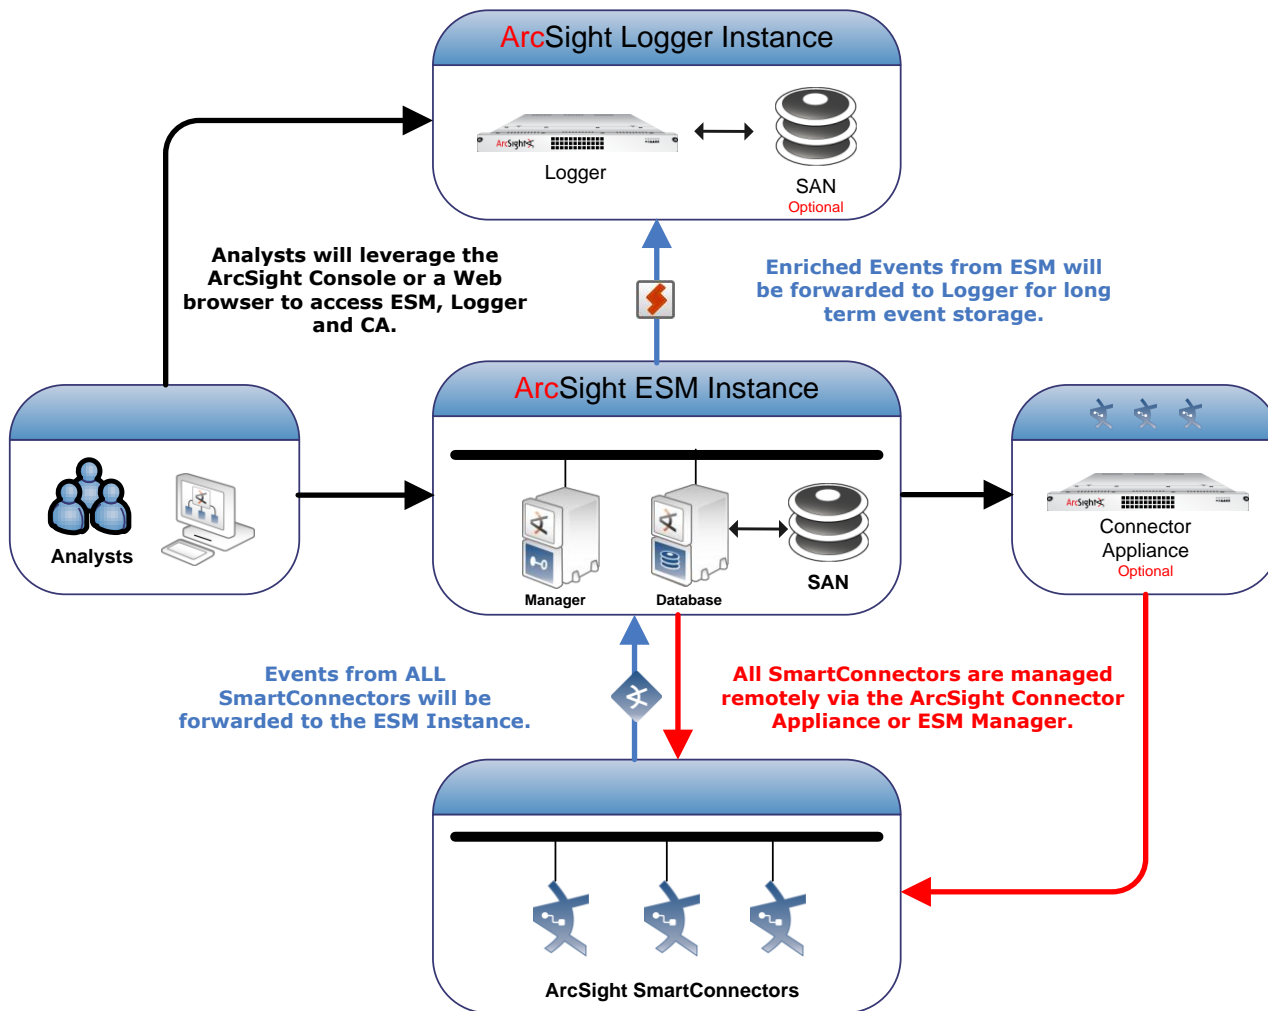 ArcSight Logger Instance
ArcSight
Logger
SAN
Optional
Analysts will leverage the
ArcSight Console or a Web
browser to access ESM, Logger
and CA.
Enriched Events from ESM will
be forwarded to Logger for long
term event storage.
ArcSight ESM Instance
Analysts
Manager
Database
SAN
ArcSight
Connector
Appliance
Optional
Events from ALL
SmartConnectors will be
forwarded to the ESM Instance.
All SmartConnectors are managed
remotely via the ArcSight Connector
Appliance or ESM Manager.
ArcSight SmartConnectors